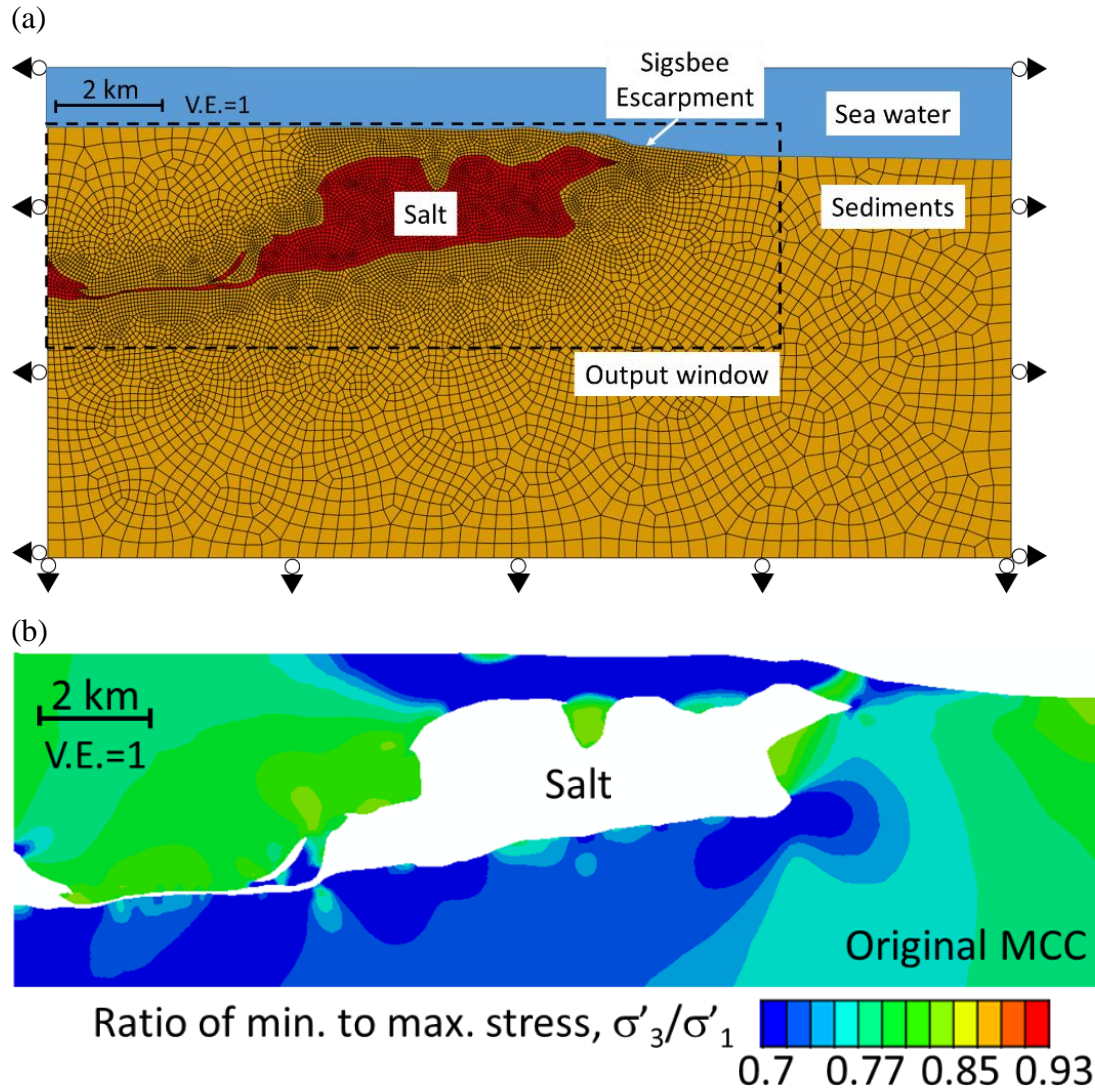 (a)
Sigsbee
Escarpment
2 km
V.E.=1
Sea water
Salt
Sediments
Output window
(b)
2 km
V.E.=1
Salt
Original MCC
Ratio of min. to max. stress, σ'3/σ'1
0.7 0.77 0.85 0.93